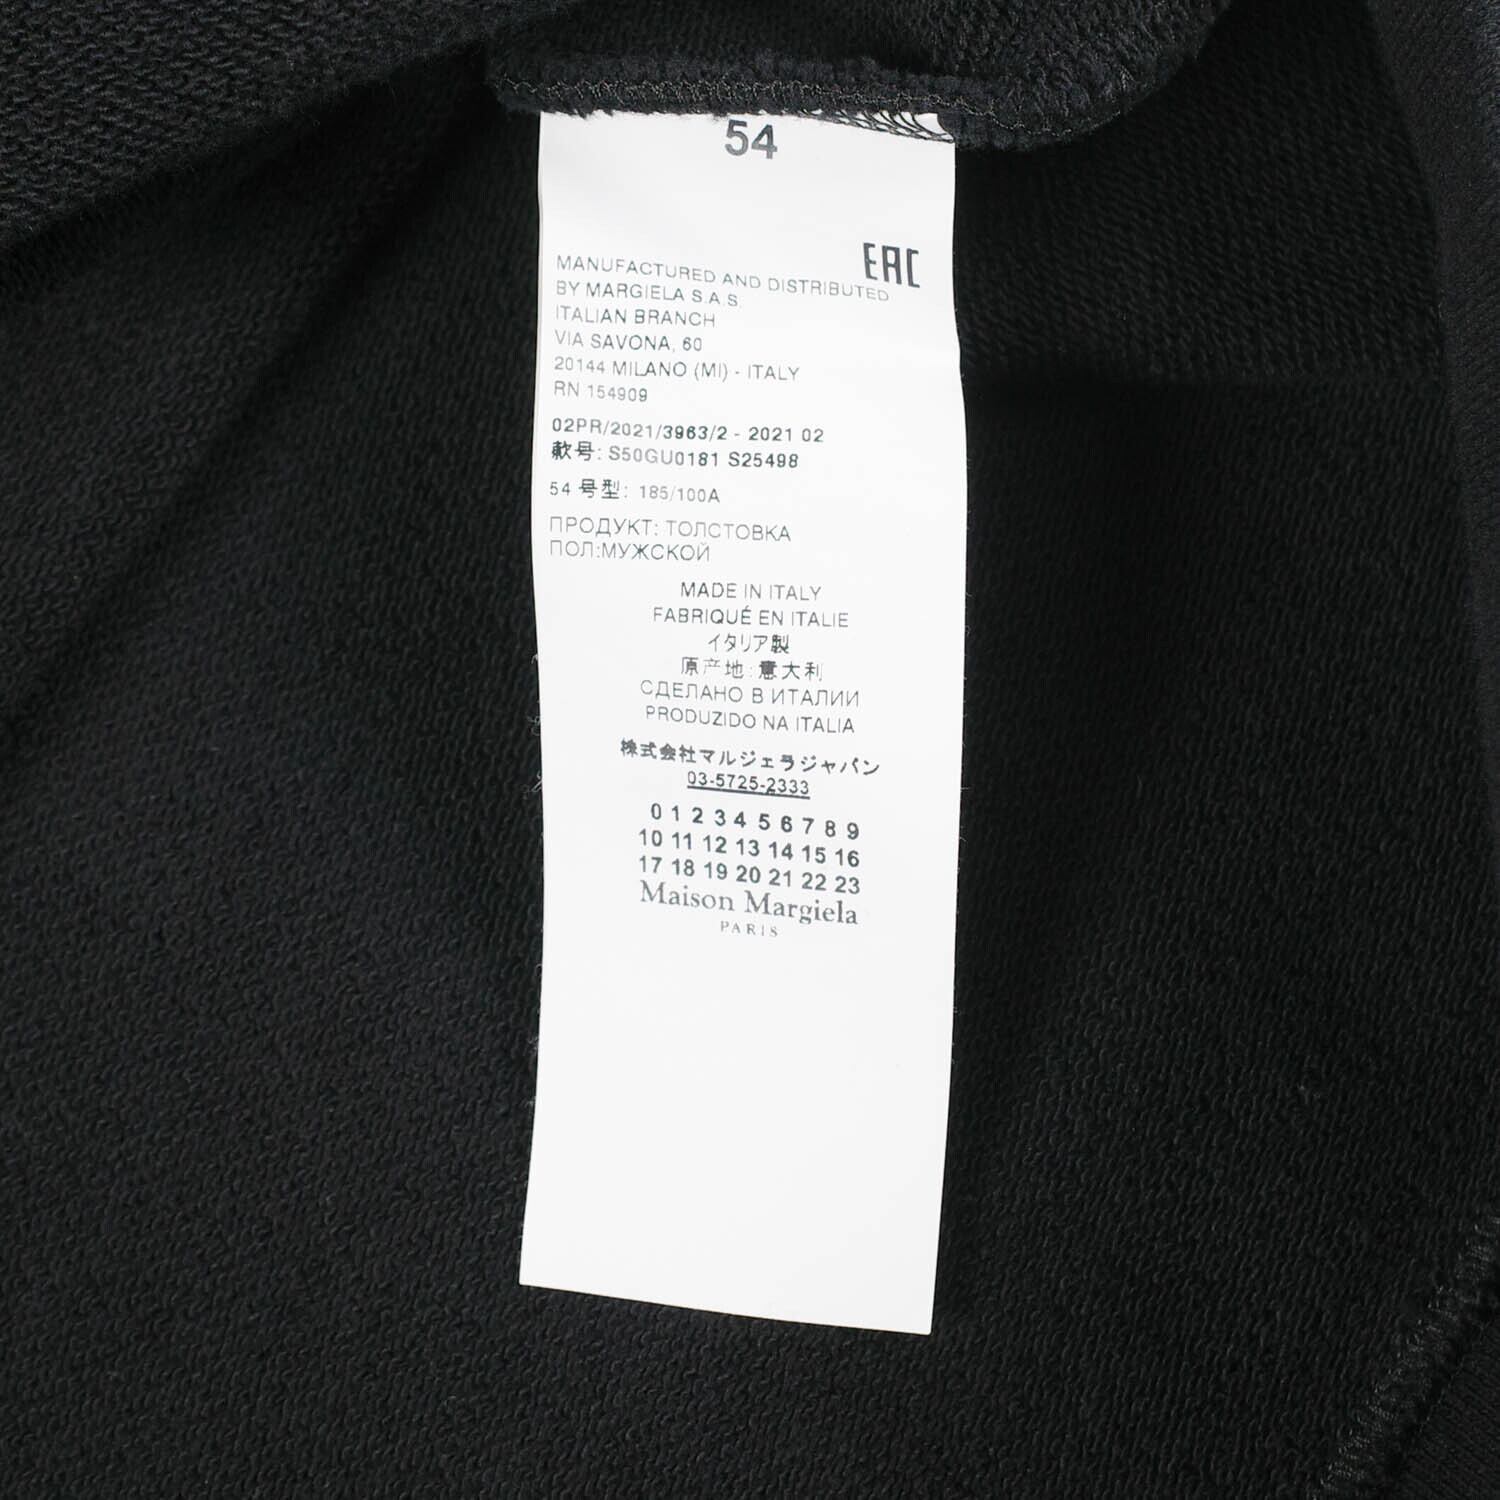 54
EAC
MANUFACTURED AND DISTRIBUTED
BY MARGIELA S.A.S.
ITALIAN BRANCH
VIA SAVONA, 60
20144 MILANO (MI) - ITALY
RN 154909
02PR/2021/3963/2 - 2021 02
款号: S50GU0181 S25498
54 号型: 185/100A
ПРОДУКТ: ТОЛСТОВКА
ПОЛ:МУЖСКОЙ
MADE IN ITALY
FABRIQUÉ EN ITALIE
イタリア製
原产地:意大利
СДЕЛАНО В ИТАЛИИ
PRODUZIDO NA ITALIA
株式会社マルジェラジャパン
03-5725-2333
0 1 2 3 4 5 6 7 8 9
10 11 12 13 14 15 16
17 18 19 20 21 22 23
Maison Margiela
PARIS